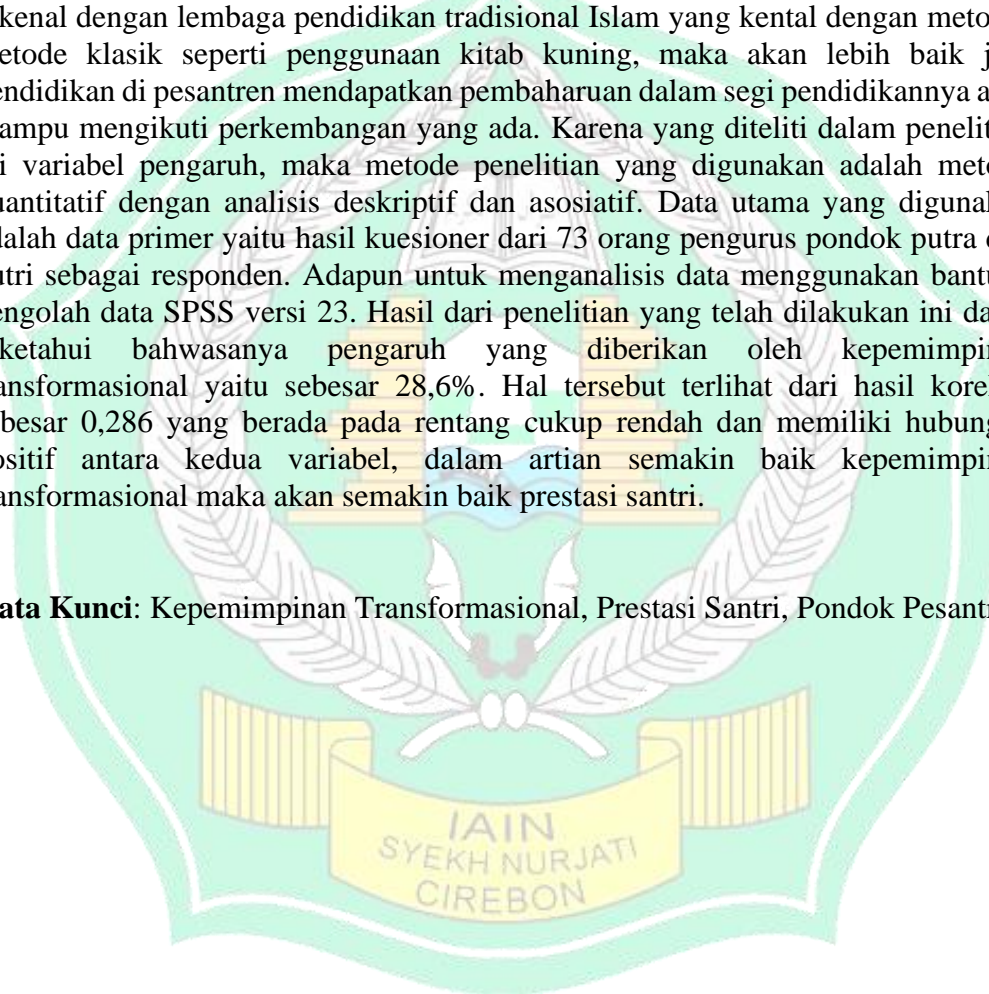 kenal dengan lembaga pendidikan tradisional Islam yang kental dengan metod
etode klasik seperti penggunaan kitab kuning, maka akan lebih baik j
endidikan di pesantren mendapatkan pembaharuan dalam segi pendidikannya a
ampu mengikuti perkembangan yang ada. Karena yang diteliti dalam penelit
i variabel pengaruh, maka metode penelitian yang digunakan adalah meto
uantitatif dengan analisis deskriptif dan asosiatif. Data utama yang digunak
dalah data primer yaitu hasil kuesioner dari 73 orang pengurus pondok putra d
utri sebagai responden. Adapun untuk menganalisis data menggunakan bantu
engolah data SPSS versi 23. Hasil dari penelitian yang telah dilakukan ini da
ketahui bahwasanya pengaruh yang diberikan oleh kepemimpin
ansformasional yaitu sebesar 28,6%. Hal tersebut terlihat dari hasil korel
besar 0,286 yang berada pada rentang cukup rendah dan memiliki hubung
ositif antara kedua variabel, dalam artian semakin baik kepemimpin
ansformasional maka akan semakin baik prestasi santri.
ata Kunci: Kepemimpinan Transformasional, Prestasi Santri, Pondok Pesantr
IAIN
SYEKH NURJATI
CIREBON